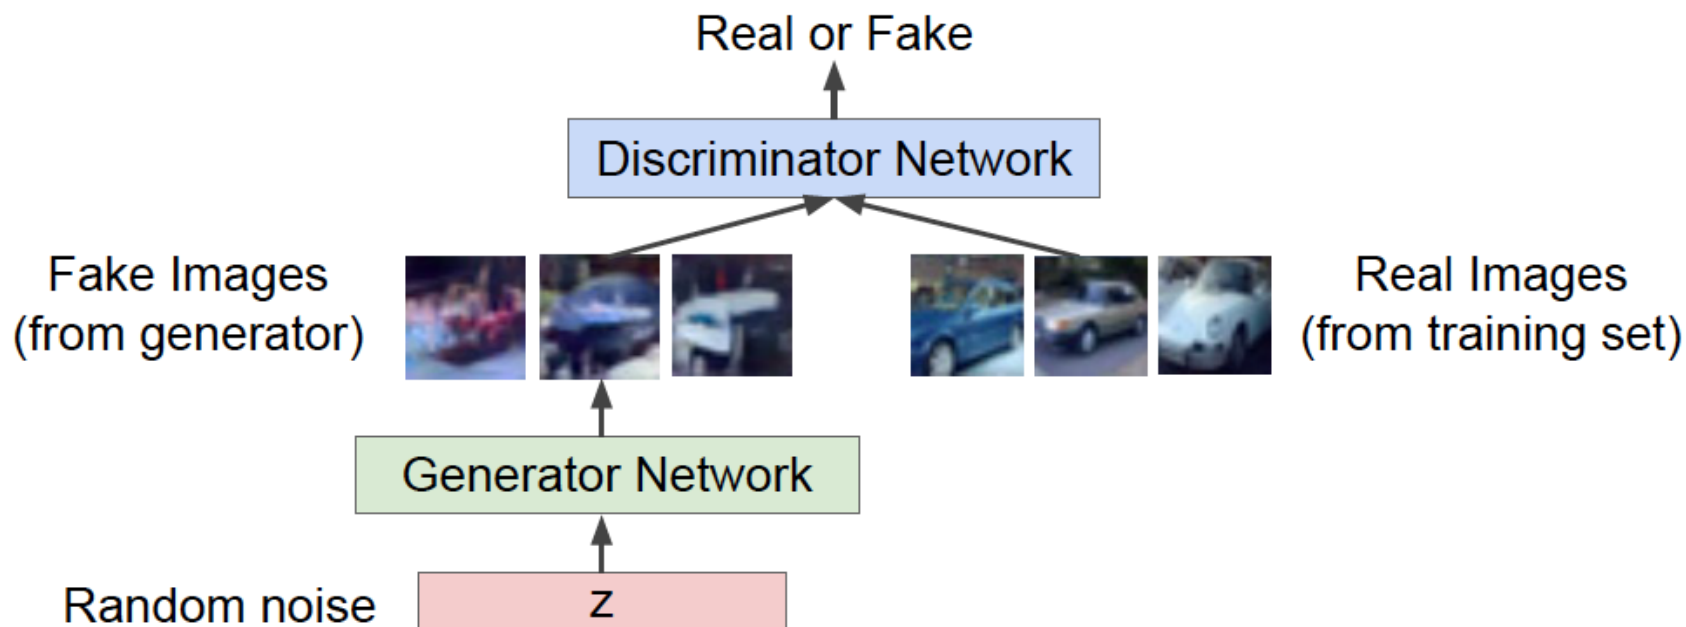 Real or Fake
Discriminator Network
Fake Images
(from generator)
Real Images
(from training set)
Generator Network
Random noise
z